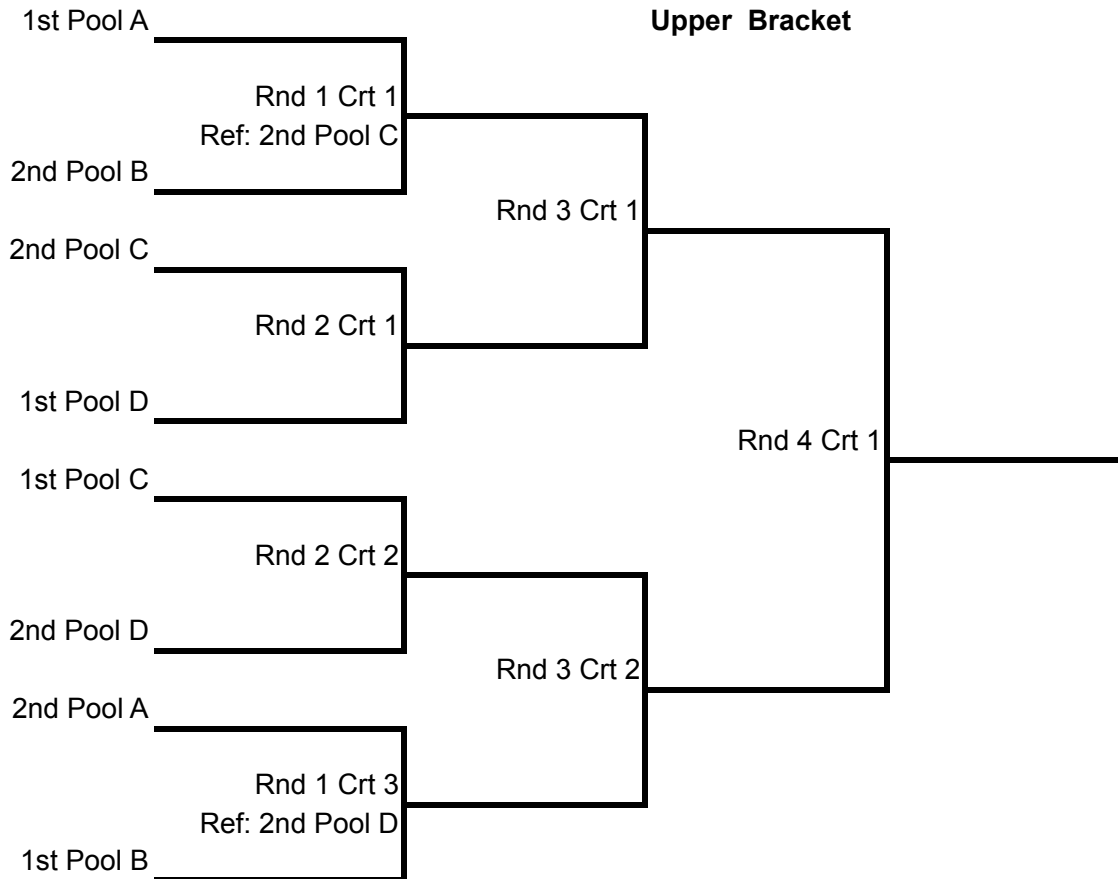 1st Pool A
Upper Bracket
Rnd 1 Crt 1
Ref: 2nd Pool C
2nd Pool B
Rnd 3 Crt 1
2nd Pool C
Rnd 2 Crt 1
1st Pool D
Rnd 4 Crt 1
1st Pool C
Rnd 2 Crt 2
2nd Pool D
Rnd 3 Crt 2
2nd Pool A
Rnd 1 Crt 3
Ref: 2nd Pool D
1st Pool B